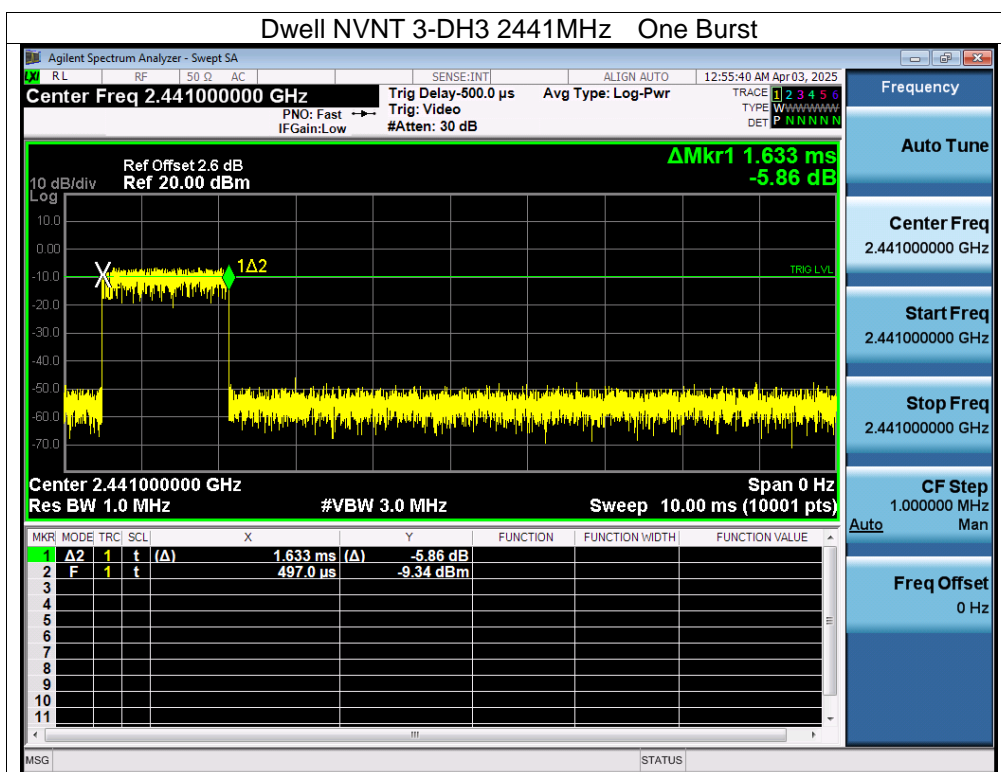 Dwell NVNT 3-DH3 2441MHz One Burst
Agilent Spectrum Analyzer - Swept SA
LXI RL RF 50 Ω AC SENSE:INT ALIGN AUTO 12:55:40 AM Apr 03, 2025
Center Freq 2.441000000 GHz
PNO: Fast
IFGain:Low
Trig Delay-500.0 µs
Trig: Video
#Atten: 30 dB
Avg Type: Log-Pwr
TRACE 1 2 3 4 5 6
TYPE WWWWWW
DET P N N N N N
ΔMkr1 1.633 ms
-5.86 dB
Ref Offset 2.6 dB
10 dB/div Ref 20.00 dBm
Log
10.0
0.00
-10.0
-20.0
-30.0
-40.0
-50.0
-60.0
-70.0
1Δ2
TRIG LVL
Center 2.441000000 GHz Span 0 Hz
Res BW 1.0 MHz #VBW 3.0 MHz Sweep 10.00 ms (10001 pts)
MKR MODE TRC SCL X Y FUNCTION FUNCTION WIDTH FUNCTION VALUE
1 Δ2 1 t (Δ) 1.633 ms (Δ) -5.86 dB
2 F 1 t 497.0 µs -9.34 dBm
3
4
5
6
7
8
9
10
11
MSG STATUS
Frequency
Auto Tune
Center Freq
2.441000000 GHz
Start Freq
2.441000000 GHz
Stop Freq
2.441000000 GHz
CF Step
1.000000 MHz
Auto Man
Freq Offset
0 Hz